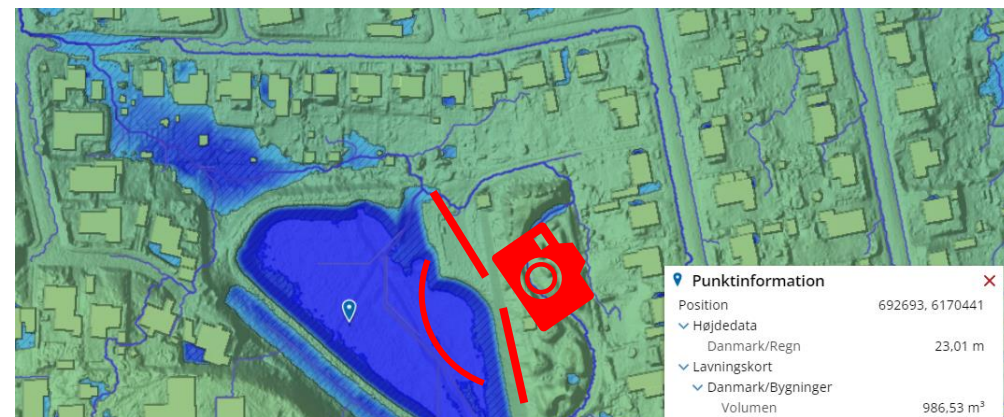 Punktinformation
Position 692693, 6170441
Højdedata
Danmark/Regn 23,01 m
Lavningskort
Danmark/Bygninger
Volumen 986,53 m³